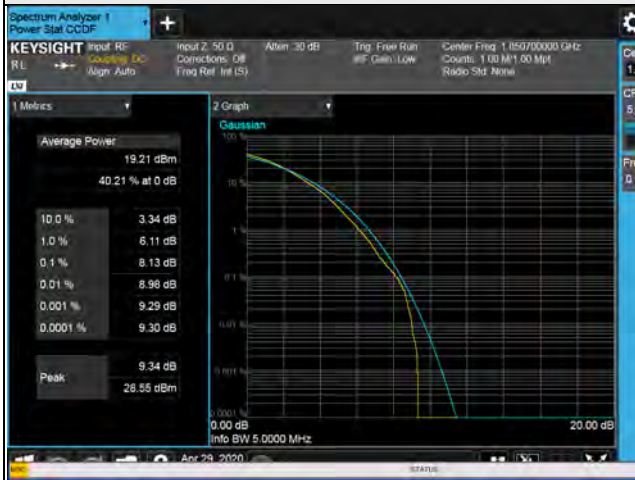 Spectrum Analyzer 1
Power Stat CCDF
KEYSIGHT
RL
Input: RF
Coupling: DC
Align: Auto
Input Z: 50 Ω
Corrections: Off
Freq Ref: Int (S)
Atten: 30 dB
Trig: Free Run
#IF Gain: Low
Center Freq: 1.850700000 GHz
Counts: 1.00 M/1.00 Mpt
Radio Std: None
1 Metrics
Average Power
19.21 dBm
40.21 % at 0 dB
10.0 % 3.34 dB
1.0 % 6.11 dB
0.1 % 8.13 dB
0.01 % 8.98 dB
0.001 % 9.29 dB
0.0001 % 9.30 dB
Peak
9.34 dB
28.55 dBm
2 Graph
Gaussian
100 %
10 %
1 %
0.1 %
0.01 %
0.001 %
0.0001 %
0.00 dB
20.00 dB
Info BW 5.0000 MHz
Apr 29, 2020
MSG
STATUS